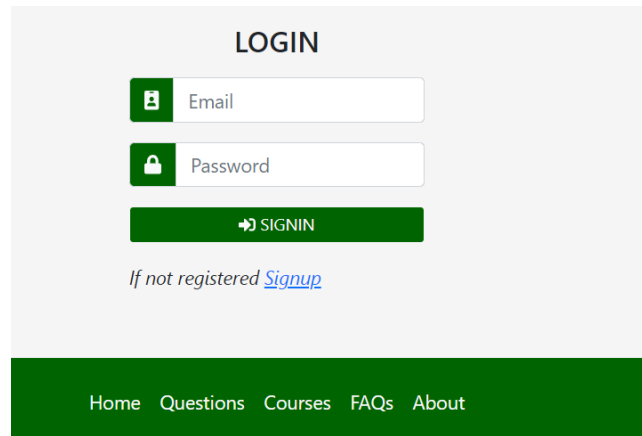 LOGIN
Email
Password
SIGNIN
If not registered Signup
Home Questions Courses FAQs About